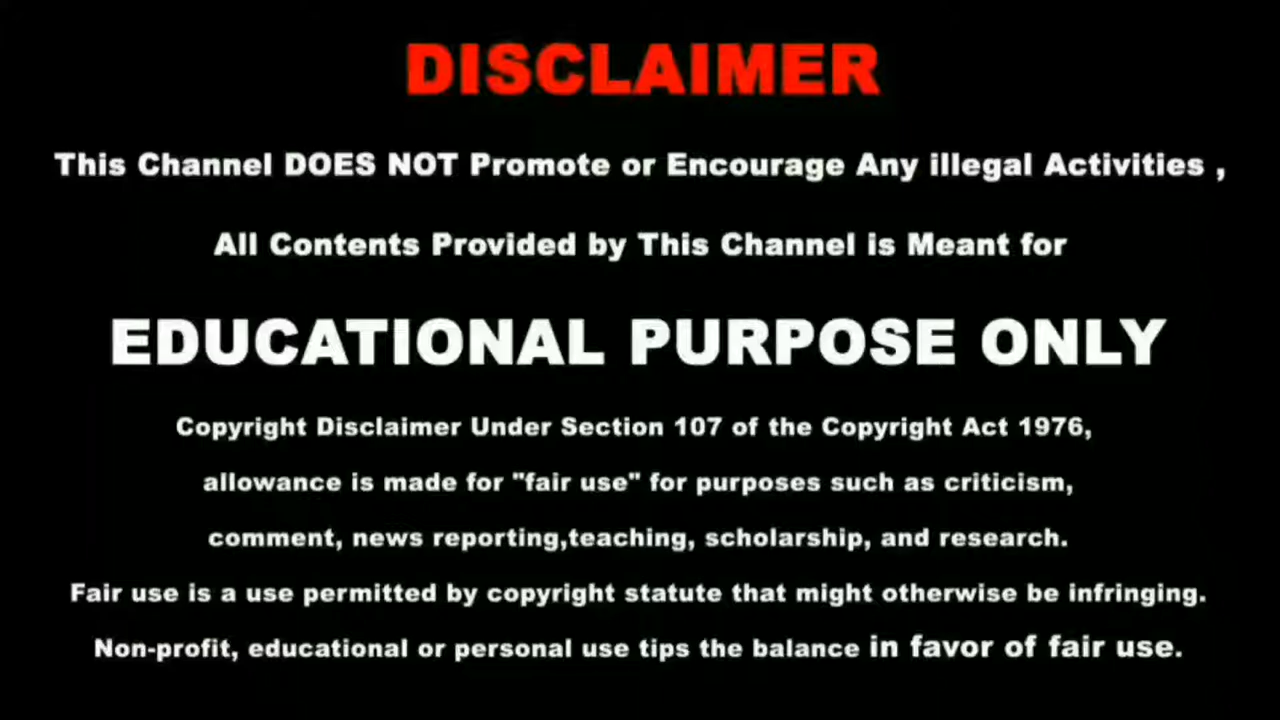 DISCLAIMER
This Channel DOES NOT Promote or Encourage Any illegal Activities ,
All Contents Provided by This Channel is Meant for
EDUCATIONAL PURPOSE ONLY
Copyright Disclaimer Under Section 107 of the Copyright Act 1976,
allowance is made for "fair use" for purposes such as criticism,
comment, news reporting,teaching, scholarship, and research.
Fair use is a use permitted by copyright statute that might otherwise be infringing.
Non-profit, educational or personal use tips the balance in favor of fair use.